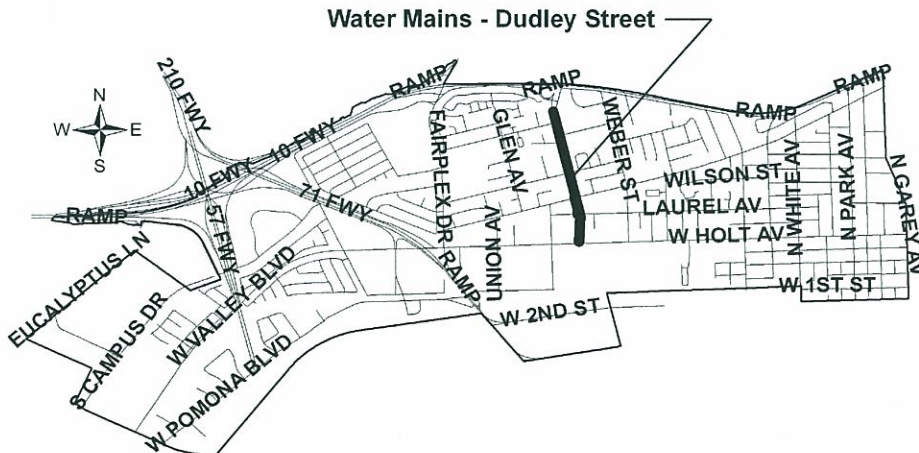 Water Mains - Dudley Street
210 FWY
N
W E
S
RAMP
RAMP
RAMP
RAMP
10 FWY
10 FWY
FAIRPLEX DR
GLEN AV
WEBER ST
WILSON ST
N WHITE AV
N PARK AV
N GAREY AV
RAMP
57 FWY
71 FWY
LAUREL AV
UNION AV
W HOLT AV
EUCALYPTUS LN
W VALLEY BLVD
RAMP
W 1ST ST
S CAMPUS DR
W 2ND ST
W POMONA BLVD